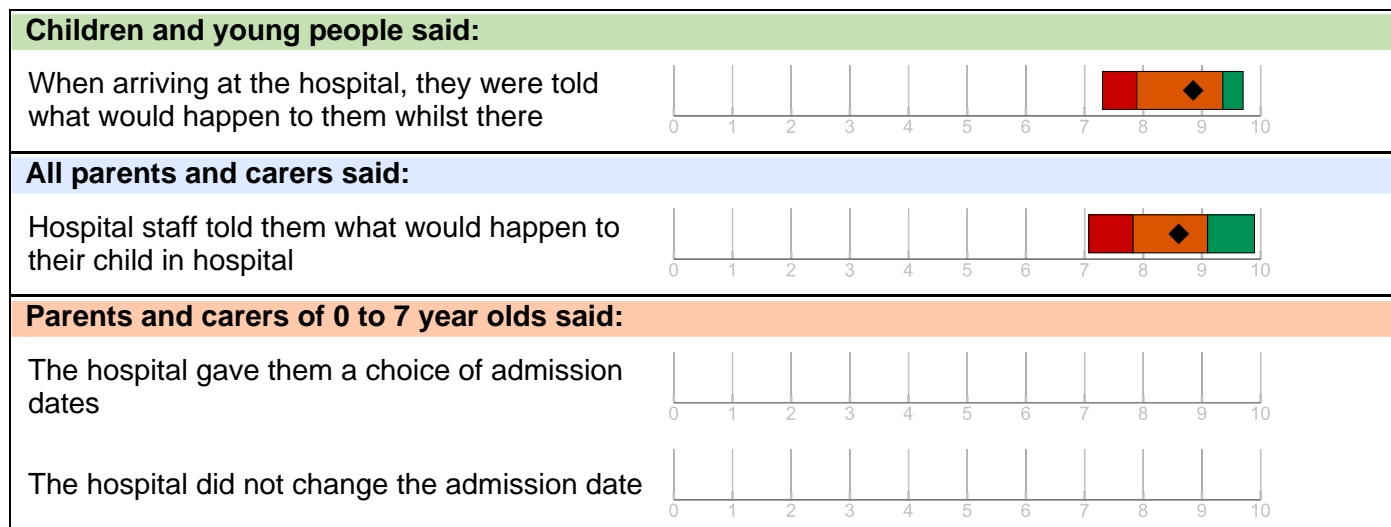 Children and young people said:
When arriving at the hospital, they were told
what would happen to them whilst there
0 1 2 3 4 5 6 7 8 9 10
All parents and carers said:
Hospital staff told them what would happen to
their child in hospital
0 1 2 3 4 5 6 7 8 9 10
Parents and carers of 0 to 7 year olds said:
The hospital gave them a choice of admission
dates
0 1 2 3 4 5 6 7 8 9 10
The hospital did not change the admission date
0 1 2 3 4 5 6 7 8 9 10